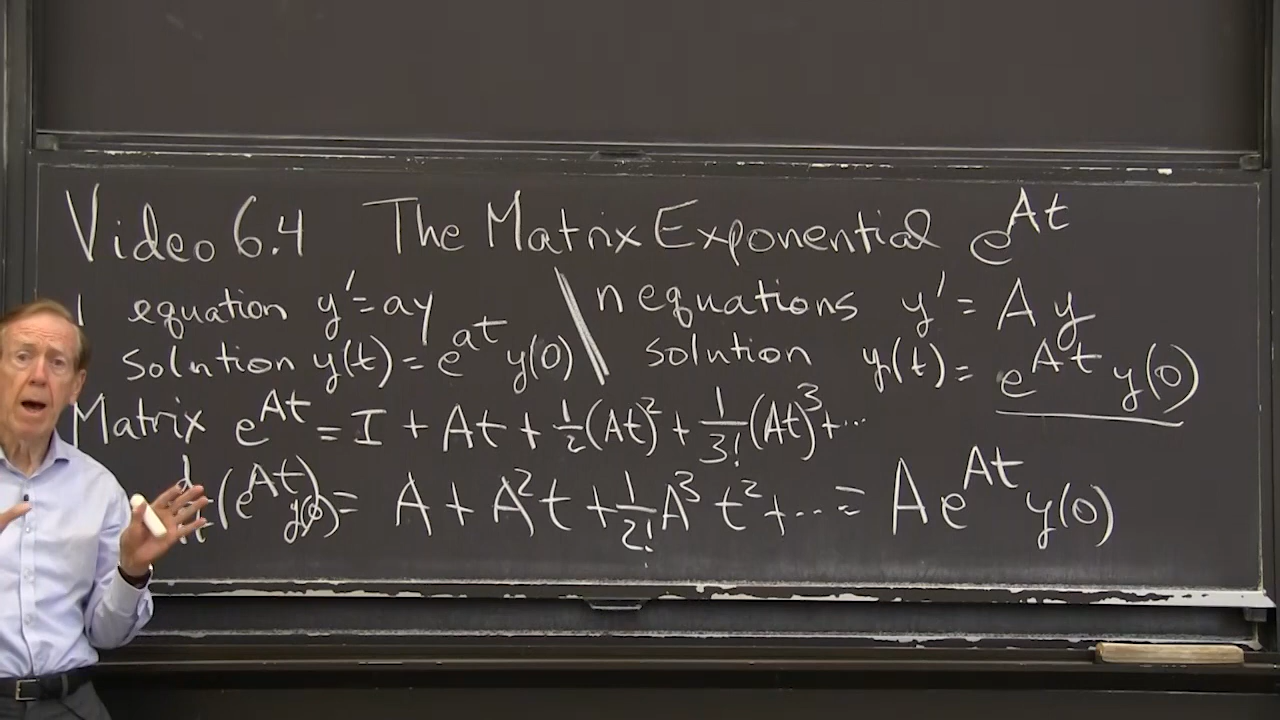 Video 6.4 The Matrix Exponential e^{At}
1 equation y' = ay \\ n equations y' = Ay
solution y(t) = e^{at} y(0) solution y(t) = e^{At} y(0)
Matrix e^{At} = I + At + 1/2 (At)^2 + 1/3! (At)^3 + ...
d/dt (e^{At} y(0)) = A + A^2 t + 1/2! A^3 t^2 + ... = A e^{At} y(0)